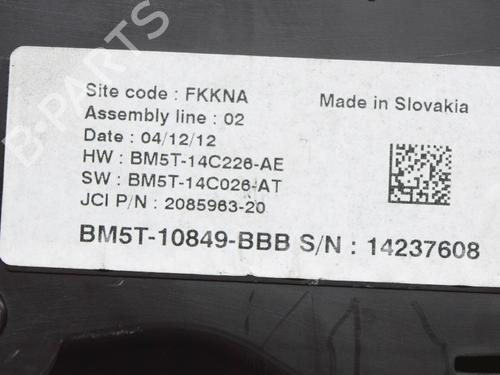 B-PARTS
Site code : FKKNA
Assembly line : 02
Made in Slovakia
Date : 04/12/12
HW : BM5T-14C226-AE
SW : BM5T-14C026-AT
JCI P/N : 2085963-20
BM5T-10849-BBB S/N : 14237608